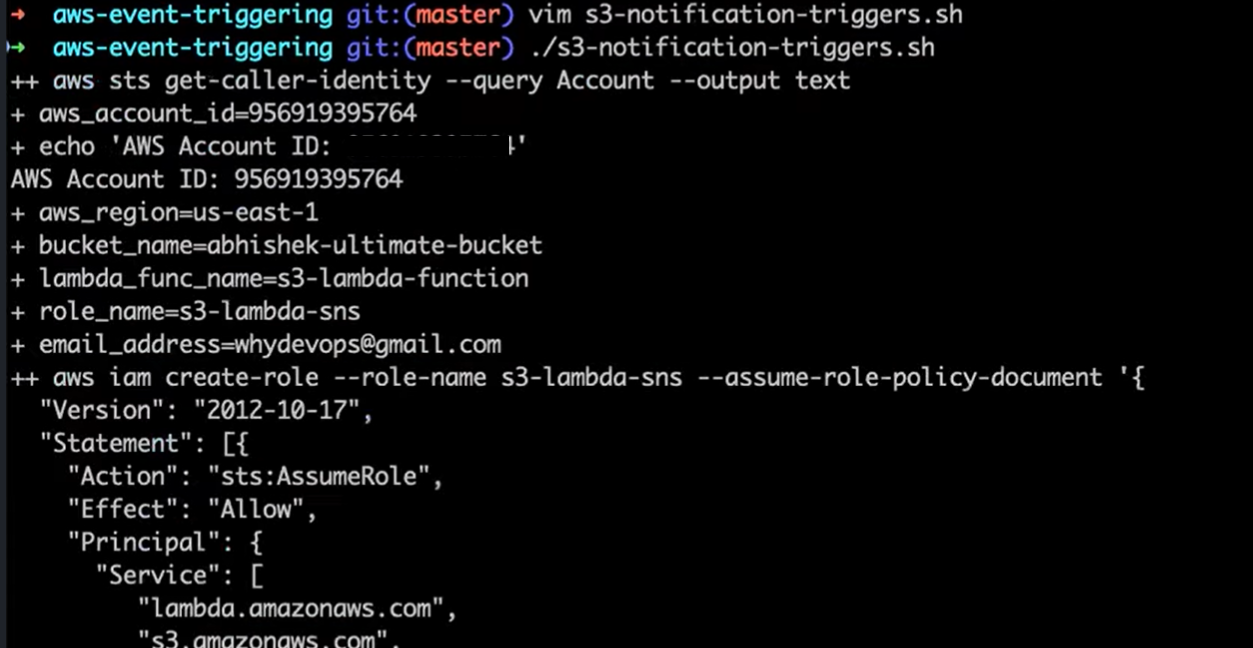 → aws-event-triggering git:(master) vim s3-notification-triggers.sh
→ aws-event-triggering git:(master) ./s3-notification-triggers.sh
++ aws sts get-caller-identity --query Account --output text
+ aws_account_id=956919395764
+ echo 'AWS Account ID: '
AWS Account ID: 956919395764
+ aws_region=us-east-1
+ bucket_name=abhishek-ultimate-bucket
+ lambda_func_name=s3-lambda-function
+ role_name=s3-lambda-sns
+ email_address=whydevops@gmail.com
++ aws iam create-role --role-name s3-lambda-sns --assume-role-policy-document '{
"Version": "2012-10-17",
"Statement": [{
"Action": "sts:AssumeRole",
"Effect": "Allow",
"Principal": {
"Service": [
"lambda.amazonaws.com",
"s3.amazonaws.com",